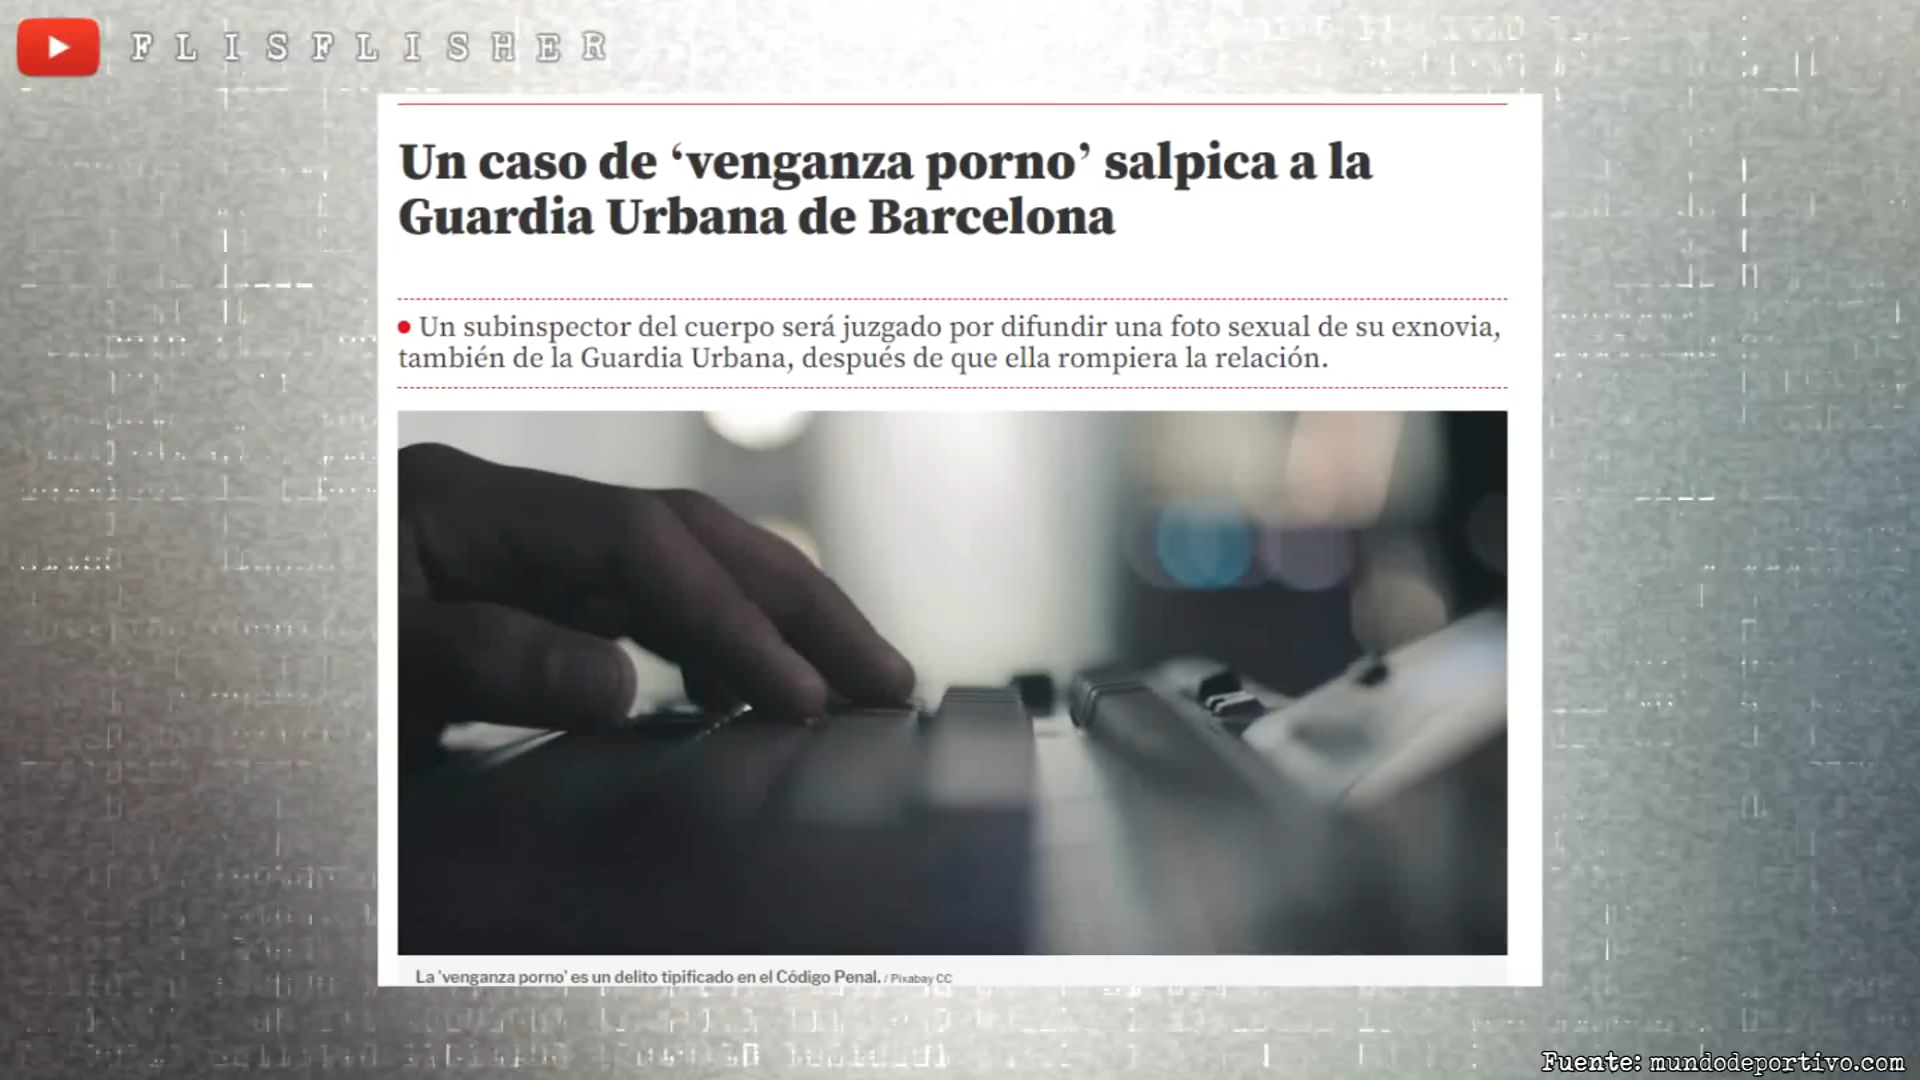 FLISFLISHER
Un caso de ‘venganza porno’ salpica a la
Guardia Urbana de Barcelona
Un subinspector del cuerpo será juzgado por difundir una foto sexual de su exnovia,
también de la Guardia Urbana, después de que ella rompiera la relación.
La 'venganza porno' es un delito tipificado en el Código Penal. / Pixabay CC
Fuente: mundodeportivo.com